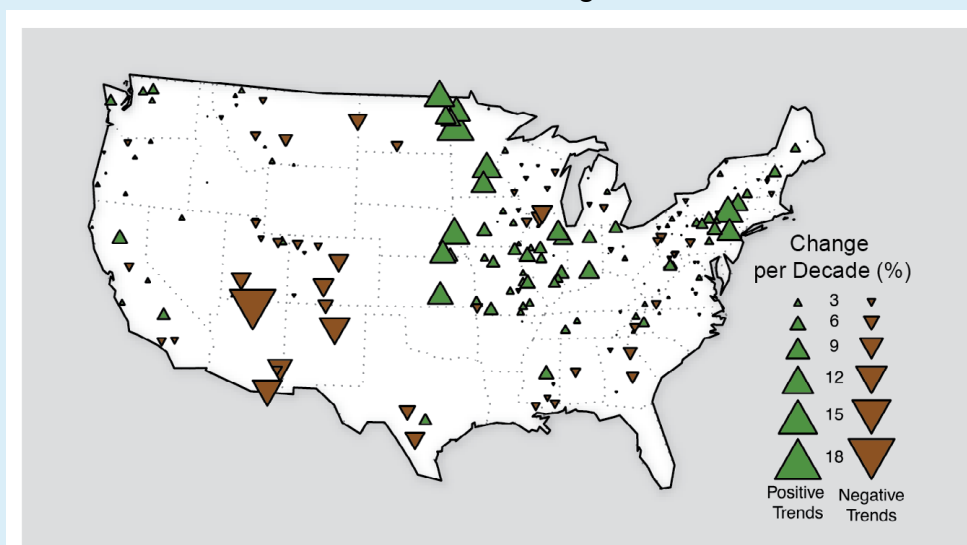 Change
per Decade (%)
3
6
9
12
15
18
Positive Trends
Negative Trends